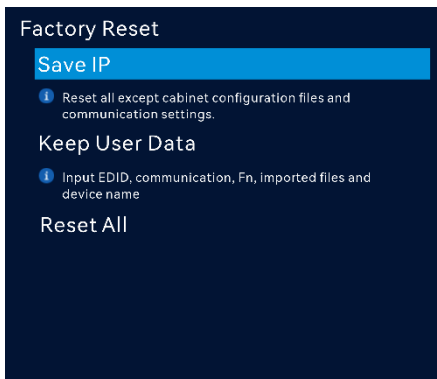 Factory Reset
Save IP
Reset all except cabinet configuration files and
communication settings.
Keep User Data
Input EDID, communication, Fn, imported files and
device name
Reset All